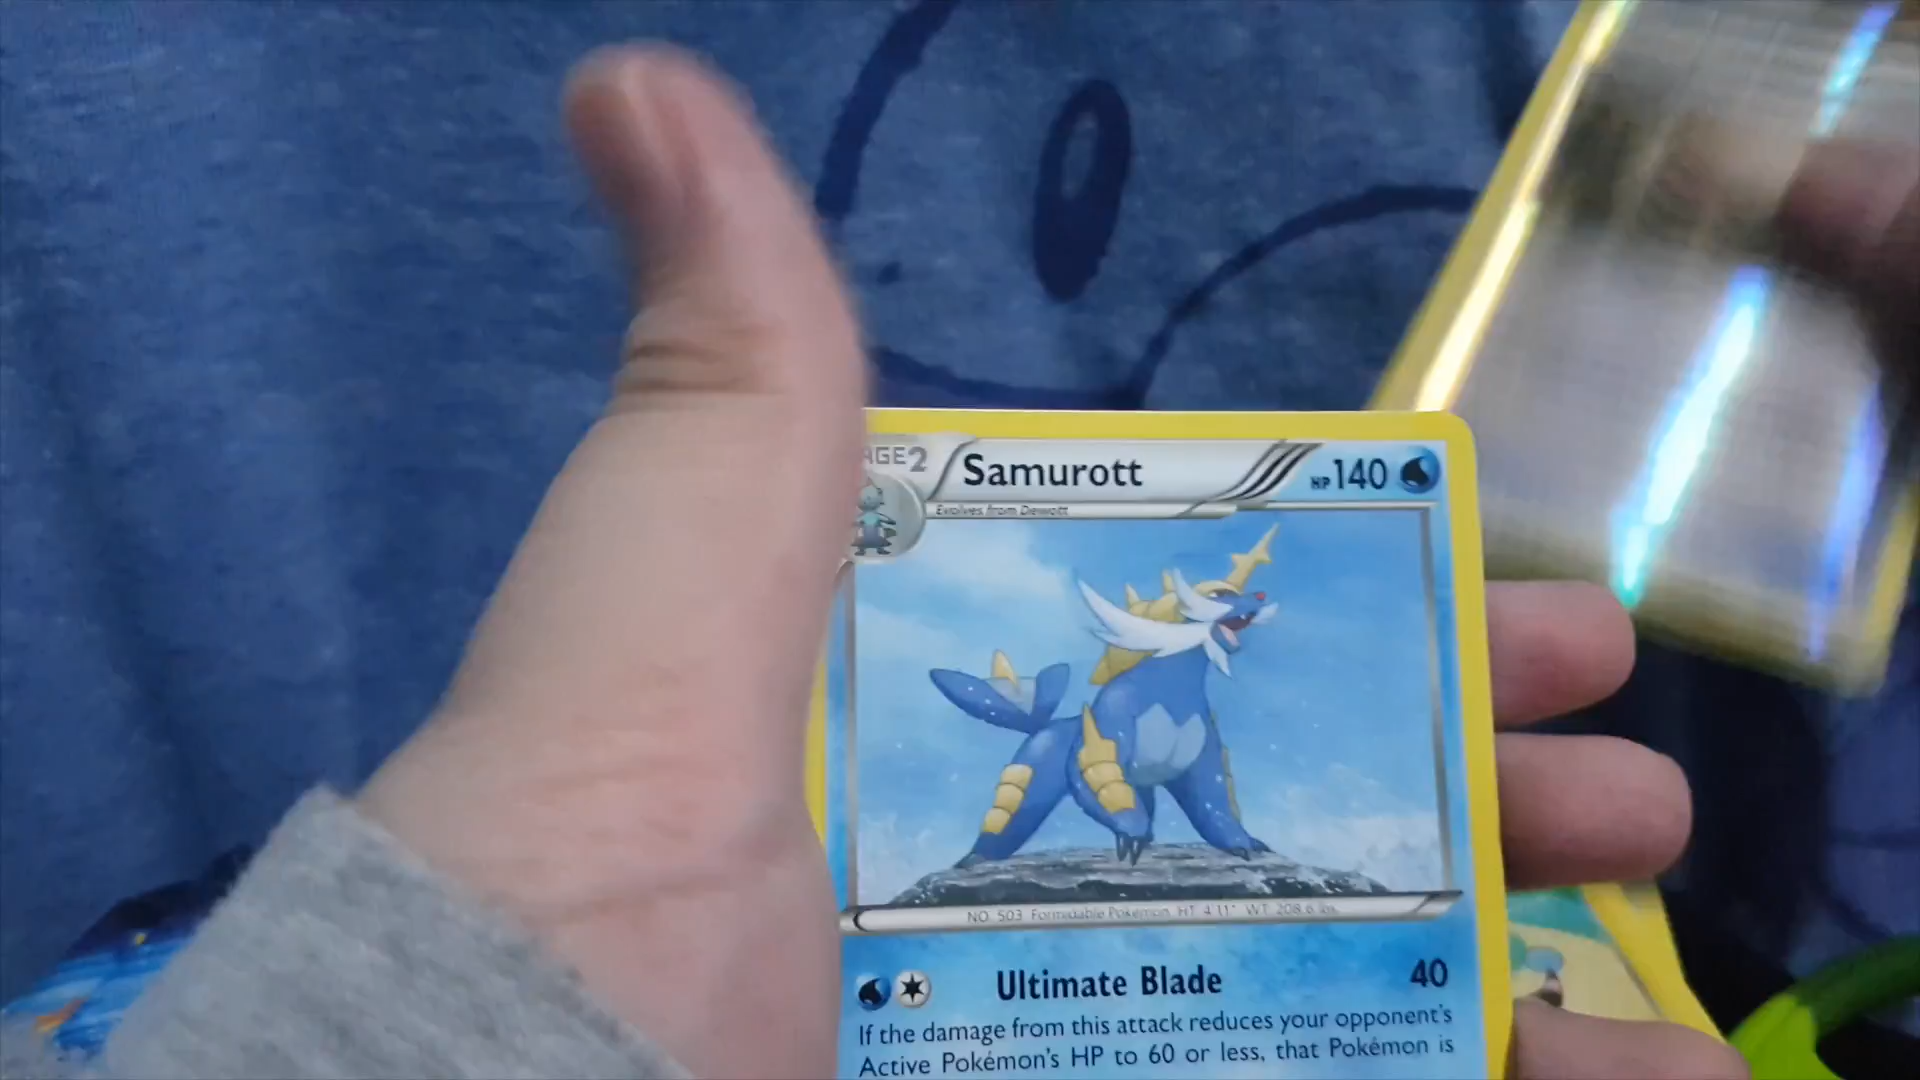 AGE2 Samurott HP 140
Evolves from Dewott
NO. 503 Formidable Pokémon HT: 4'11" WT: 208.6 lbs.
Ultimate Blade 40
If the damage from this attack reduces your opponent's
Active Pokémon's HP to 60 or less, that Pokémon is